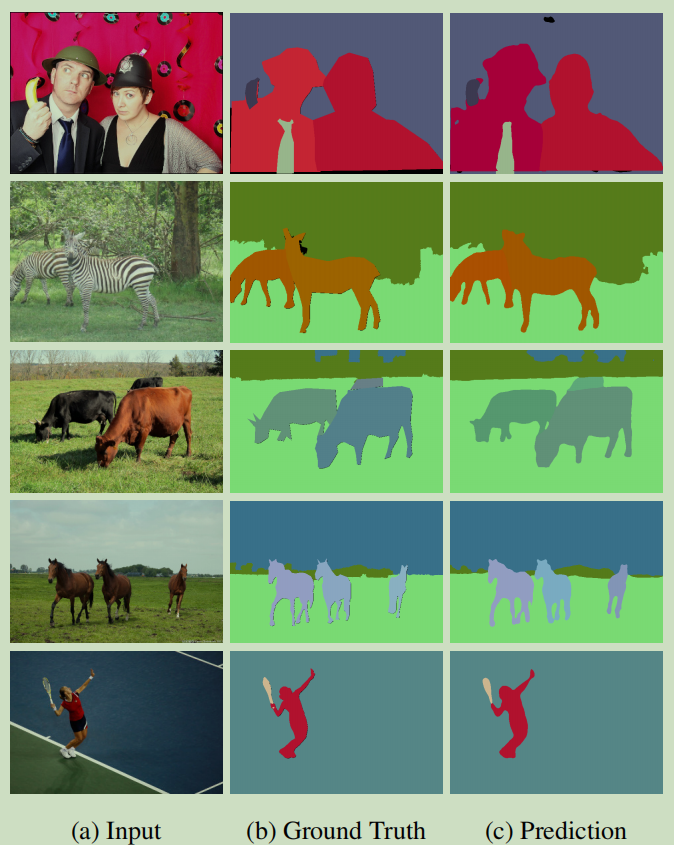 (a) Input
(b) Ground Truth
(c) Prediction